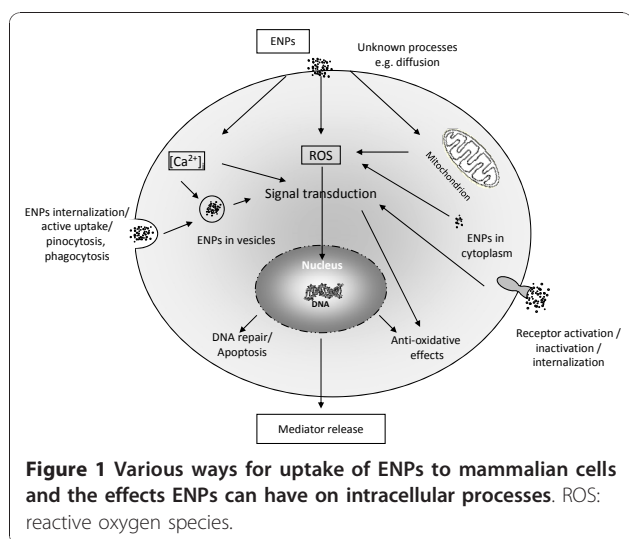 ENPs
Unknown processes
e.g. diffusion
[Ca2+]i
ROS
Mitochondrion
Signal transduction
ENPs internalization/
active uptake/
pinocytosis,
phagocytosis
ENPs in vesicles
ENPs in
cytoplasm
Nucleus
DNA
DNA repair/
Apoptosis
Anti-oxidative
effects
Receptor activation /
inactivation /
internalization
Mediator release
Figure 1 Various ways for uptake of ENPs to mammalian cells
and the effects ENPs can have on intracellular processes. ROS:
reactive oxygen species.